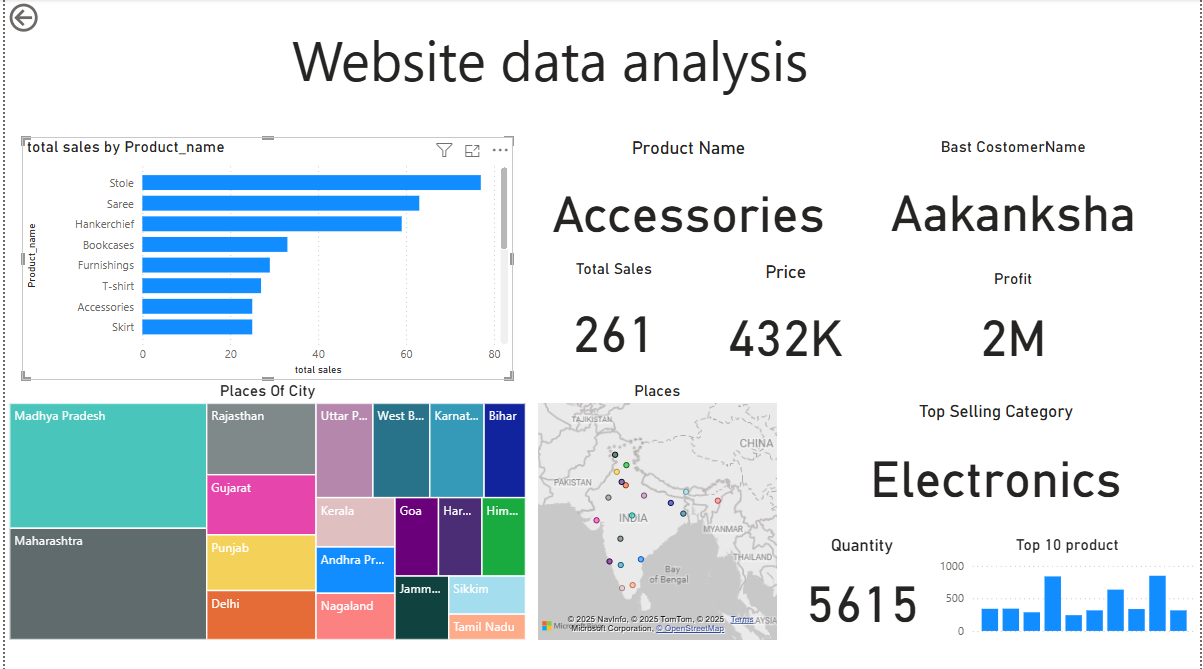 Website data analysis
total sales by Product_name
Product_name
Stole
Saree
Hankerchief
Bookcases
Furnishings
T-shirt
Accessories
Skirt
0 20 40 60 80
total sales
Product Name
Accessories
Bast CostomerName
Aakanksha
Total Sales
261
Price
432K
Profit
2M
Places Of City
Madhya Pradesh
Maharashtra
Rajasthan
Gujarat
Punjab
Delhi
Uttar P...
West B...
Karnat...
Bihar
Kerala
Andhra Pr...
Nagaland
Goa
Har...
Him...
Jamm...
Sikkim
Tamil Nadu
Places
TAJIKISTAN
CHINA
PAKISTAN
INDIA
MYANMAR
THAILAND
Bay
of Bengal
© 2025 NavInfo, © 2025 TomTom, © 2025
Microsoft Corporation, © OpenStreetMap
Terms
Top Selling Category
Electronics
Quantity
5615
Top 10 product
1000
500
0